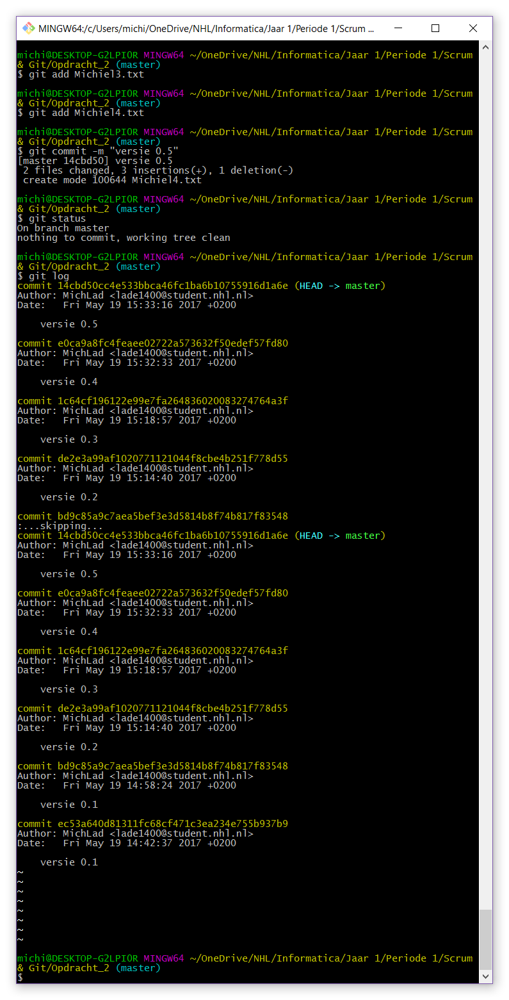 MINGW64:/c/Users/michi/OneDrive/NHL/Informatica/Jaar 1/Periode 1/Scrum ...
michi@DESKTOP-G2LPI0R MINGW64 ~/OneDrive/NHL/Informatica/Jaar 1/Periode 1/Scrum
& Git/Opdracht_2 (master)
$ git add Michiel3.txt
michi@DESKTOP-G2LPI0R MINGW64 ~/OneDrive/NHL/Informatica/Jaar 1/Periode 1/Scrum
& Git/Opdracht_2 (master)
$ git add Michiel4.txt
michi@DESKTOP-G2LPI0R MINGW64 ~/OneDrive/NHL/Informatica/Jaar 1/Periode 1/Scrum
& Git/Opdracht_2 (master)
$ git commit -m "versie 0.5"
[master 14cbd50] versie 0.5
 2 files changed, 3 insertions(+), 1 deletion(-)
 create mode 100644 Michiel4.txt
michi@DESKTOP-G2LPI0R MINGW64 ~/OneDrive/NHL/Informatica/Jaar 1/Periode 1/Scrum
& Git/Opdracht_2 (master)
$ git status
On branch master
nothing to commit, working tree clean
michi@DESKTOP-G2LPI0R MINGW64 ~/OneDrive/NHL/Informatica/Jaar 1/Periode 1/Scrum
& Git/Opdracht_2 (master)
$ git log
commit 14cbd50cc4e533bbca46fc1ba6b10755916d1a6e (HEAD -> master)
Author: MichLad <lade1400@student.nhl.nl>
Date:   Fri May 19 15:33:16 2017 +0200
    versie 0.5
commit e0ca9a8fc4feaee02722a573632f50edef57fd80
Author: MichLad <lade1400@student.nhl.nl>
Date:   Fri May 19 15:32:33 2017 +0200
    versie 0.4
commit 1c64cf196122e99e7fa264836020083274764a3f
Author: MichLad <lade1400@student.nhl.nl>
Date:   Fri May 19 15:18:57 2017 +0200
    versie 0.3
commit de2e3a99af1020771121044f8cbe4b251f778d55
Author: MichLad <lade1400@student.nhl.nl>
Date:   Fri May 19 15:14:40 2017 +0200
    versie 0.2
commit bd9c85a9c7aea5bef3e3d5814b8f74b817f83548
:...skipping...
commit 14cbd50cc4e533bbca46fc1ba6b10755916d1a6e (HEAD -> master)
Author: MichLad <lade1400@student.nhl.nl>
Date:   Fri May 19 15:33:16 2017 +0200
    versie 0.5
commit e0ca9a8fc4feaee02722a573632f50edef57fd80
Author: MichLad <lade1400@student.nhl.nl>
Date:   Fri May 19 15:32:33 2017 +0200
    versie 0.4
commit 1c64cf196122e99e7fa264836020083274764a3f
Author: MichLad <lade1400@student.nhl.nl>
Date:   Fri May 19 15:18:57 2017 +0200
    versie 0.3
commit de2e3a99af1020771121044f8cbe4b251f778d55
Author: MichLad <lade1400@student.nhl.nl>
Date:   Fri May 19 15:14:40 2017 +0200
    versie 0.2
commit bd9c85a9c7aea5bef3e3d5814b8f74b817f83548
Author: MichLad <lade1400@student.nhl.nl>
Date:   Fri May 19 14:58:24 2017 +0200
    versie 0.1
commit ec53a640d81311fc68cf471c3ea234e755b937b9
Author: MichLad <lade1400@student.nhl.nl>
Date:   Fri May 19 14:42:37 2017 +0200
    versie 0.1
~
~
~
~
~
~
~
~
michi@DESKTOP-G2LPI0R MINGW64 ~/OneDrive/NHL/Informatica/Jaar 1/Periode 1/Scrum
& Git/Opdracht_2 (master)
$